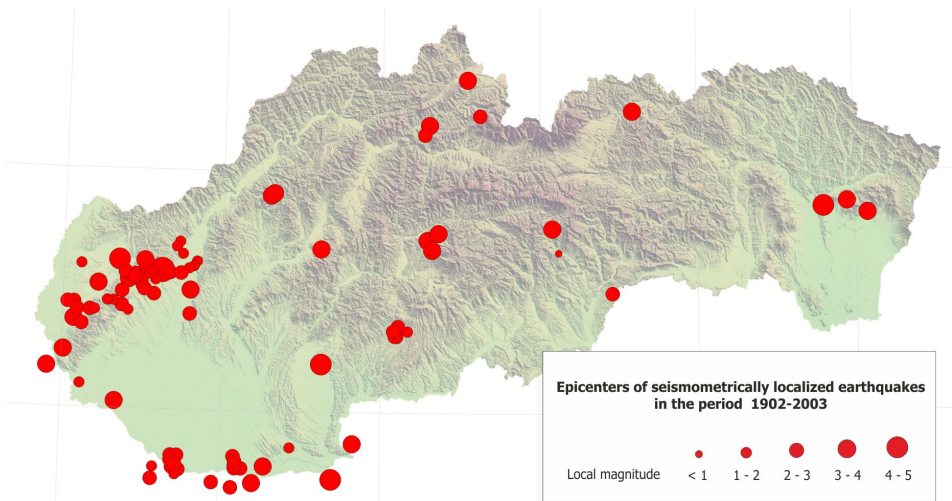 Epicenters of seismometrically localized earthquakes
in the period 1902-2003
Local magnitude < 1 1 - 2 2 - 3 3 - 4 4 - 5